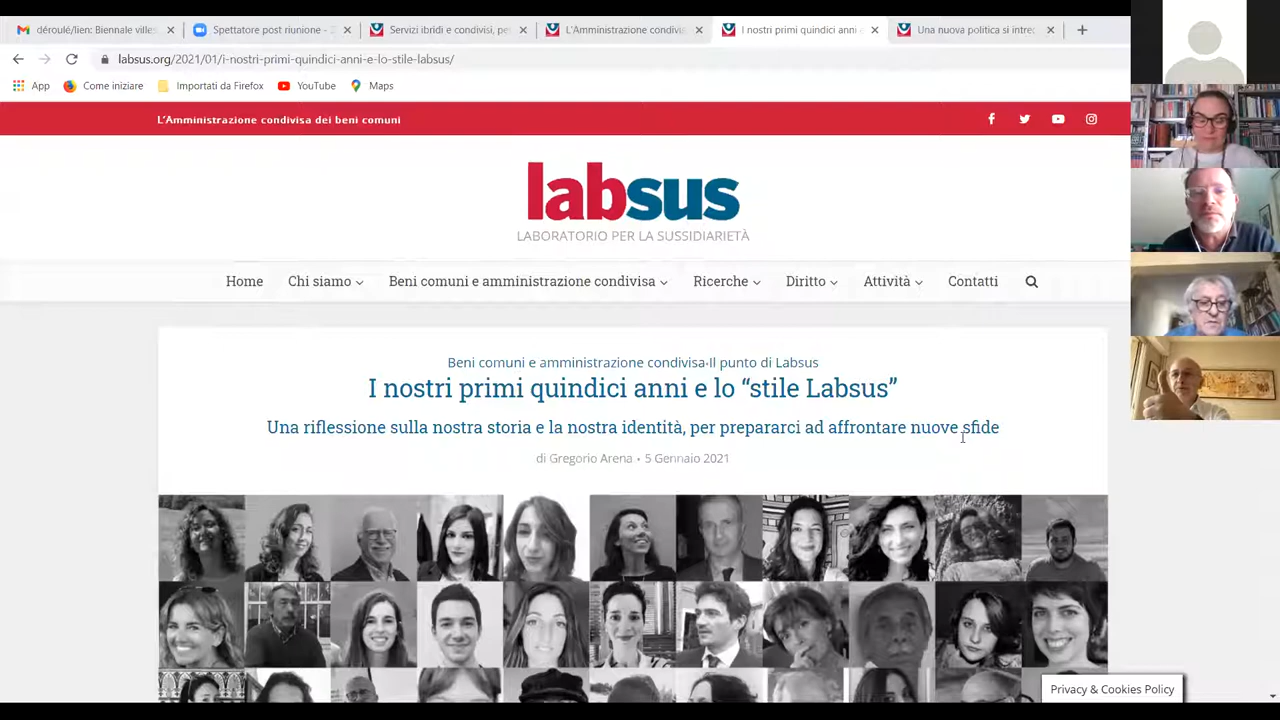 déroulé/lien: Biennale villes
Spettatore post riunione -
Servizi ibridi e condivisi, pe
L'Amministrazione condivis
I nostri primi quindici anni
Una nuova politica si intrec
labsus.org/2021/01/i-nostri-primi-quindici-anni-e-lo-stile-labsus/
App
Come iniziare
Importati da Firefox
YouTube
Maps
L'Amministrazione condivisa dei beni comuni
labsus
LABORATORIO PER LA SUSSIDIARIETÀ
Home
Chi siamo
Beni comuni e amministrazione condivisa
Ricerche
Diritto
Attività
Contatti
Beni comuni e amministrazione condivisa·Il punto di Labsus
I nostri primi quindici anni e lo “stile Labsus”
Una riflessione sulla nostra storia e la nostra identità, per prepararci ad affrontare nuove sfide
di Gregorio Arena • 5 Gennaio 2021
Privacy & Cookies Policy